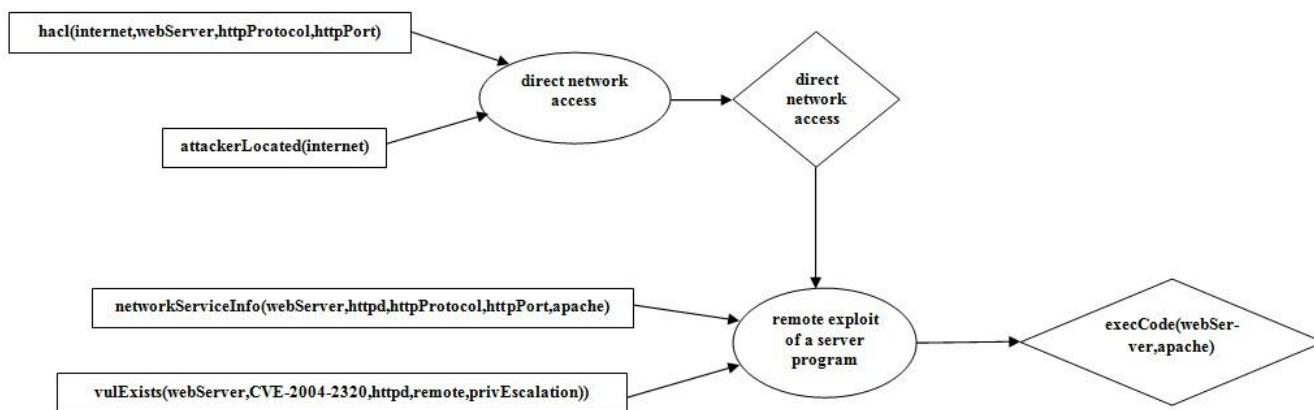 hacl(internet,webServer,httpProtocol,httpPort)
direct network
access
direct
network
access
attackerLocated(internet)
networkServiceInfo(webServer,httpd,httpProtocol,httpPort,apache)
remote exploit
of a server
program
execCode(webSer-
ver,apache)
vulExists(webServer,CVE-2004-2320,httpd,remote,privEscalation))